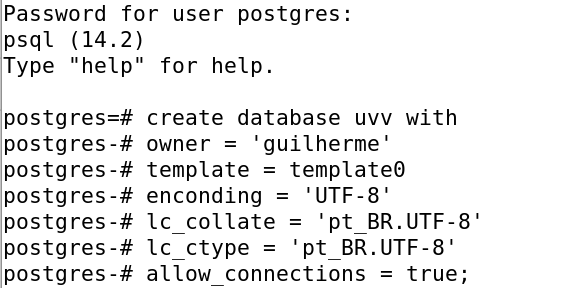 Password for user postgres:
psql (14.2)
Type "help" for help.
postgres=# create database uvv with
postgres-# owner = 'guilherme'
postgres-# template = template0
postgres-# enconding = 'UTF-8'
postgres-# lc_collate = 'pt_BR.UTF-8'
postgres-# lc_ctype = 'pt_BR.UTF-8'
postgres-# allow_connections = true;